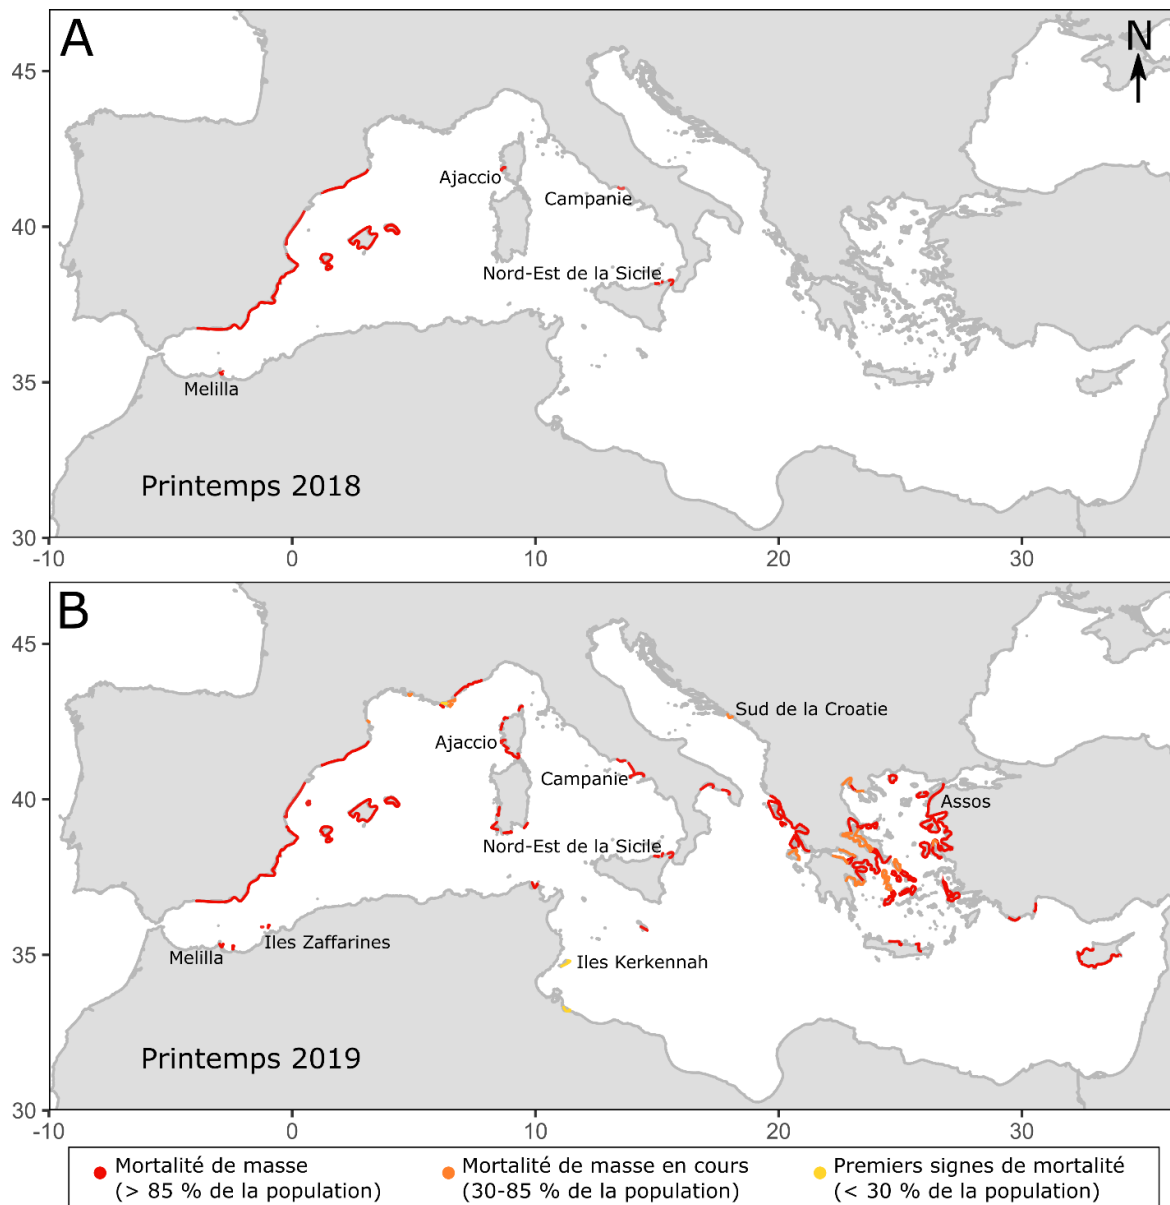 A
N
45
40
35
30
Ajaccio
Campanie
Nord-Est de la Sicile
Melilla
Printemps 2018
-10
0
10
20
30
B
45
40
35
30
Sud de la Croatie
Ajaccio
Campanie
Assos
Nord-Est de la Sicile
Iles Zaffarines
Melilla
Iles Kerkennah
Printemps 2019
-10
0
10
20
30
Mortalité de masse
(> 85 % de la population)
Mortalité de masse en cours
(30-85 % de la population)
Premiers signes de mortalité
(< 30 % de la population)